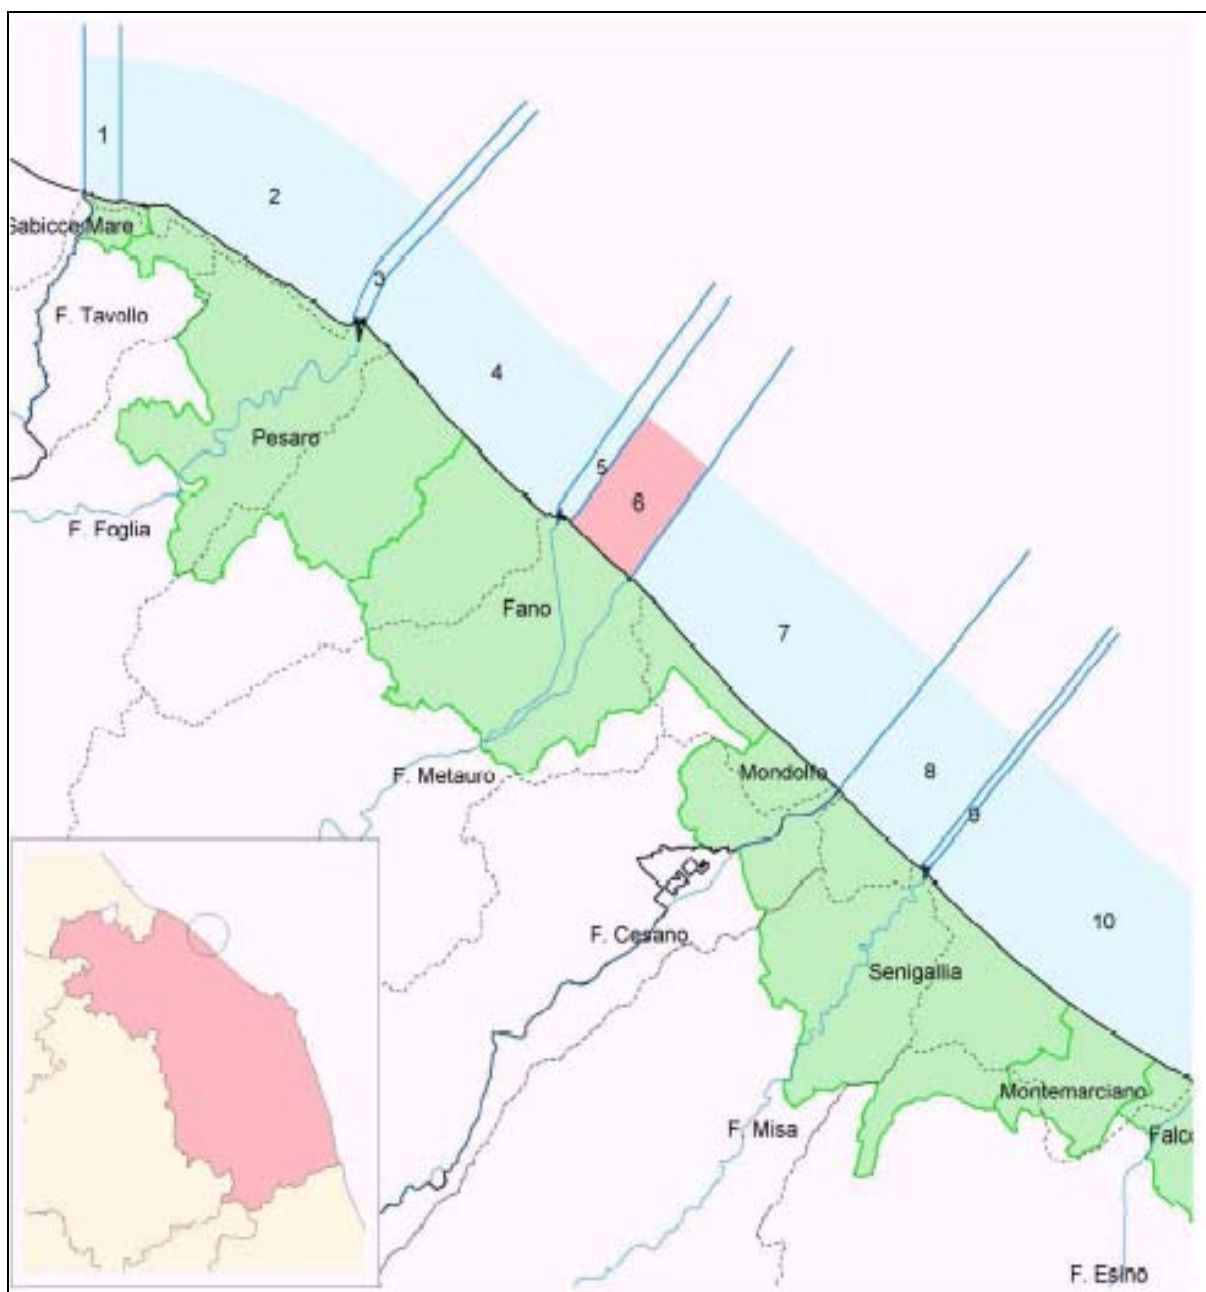 1
2
Gabicce Mare
3
F. Tavollo
4
Pesaro
5
6
F. Foglia
Fano
7
F. Metauro
Mondolfo
8
9
F. Cesano
10
Senigallia
Montemarciano
F. Misa
Falco
F. Esino